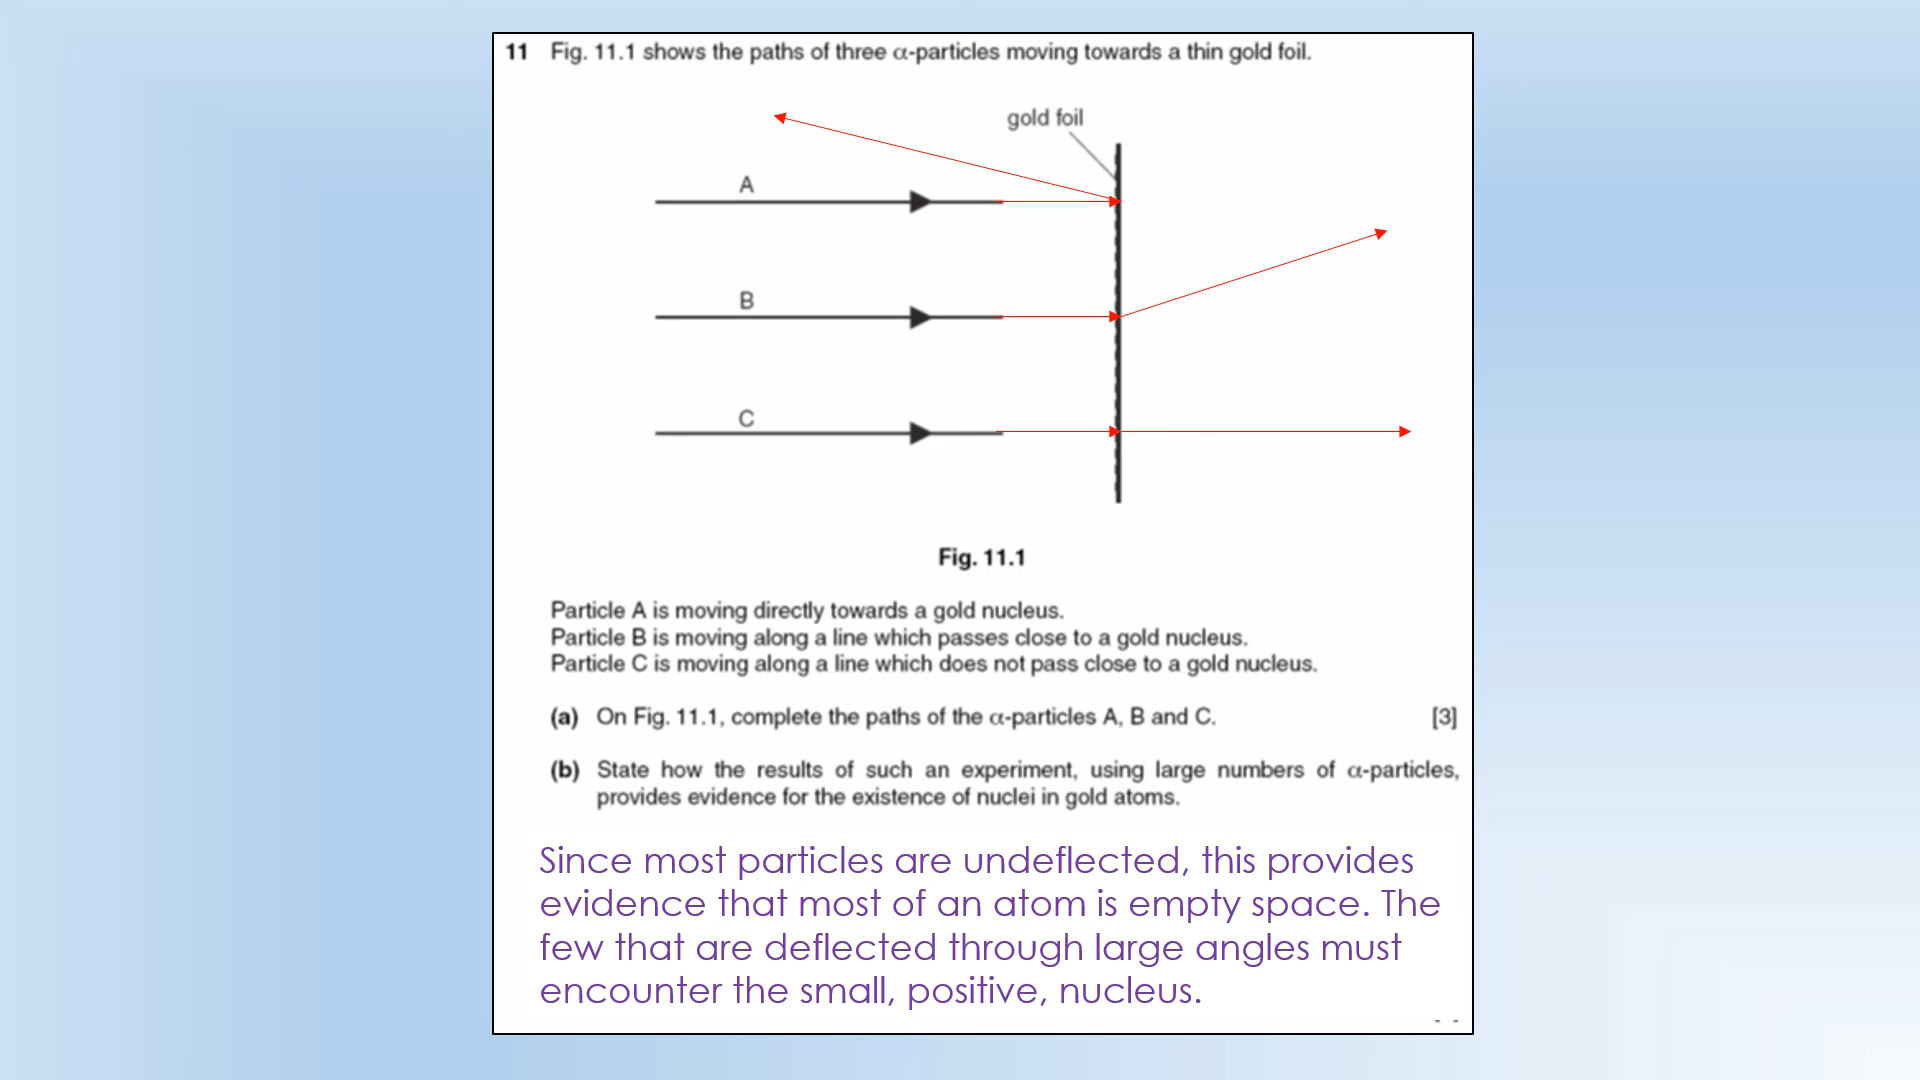 11 Fig. 11.1 shows the paths of three α-particles moving towards a thin gold foil.
gold foil
A
B
C
Fig. 11.1
Particle A is moving directly towards a gold nucleus.
Particle B is moving along a line which passes close to a gold nucleus.
Particle C is moving along a line which does not pass close to a gold nucleus.
(a) On Fig. 11.1, complete the paths of the α-particles A, B and C. [3]
(b) State how the results of such an experiment, using large numbers of α-particles,
provides evidence for the existence of nuclei in gold atoms.
Since most particles are undeflected, this provides
evidence that most of an atom is empty space. The
few that are deflected through large angles must
encounter the small, positive, nucleus.